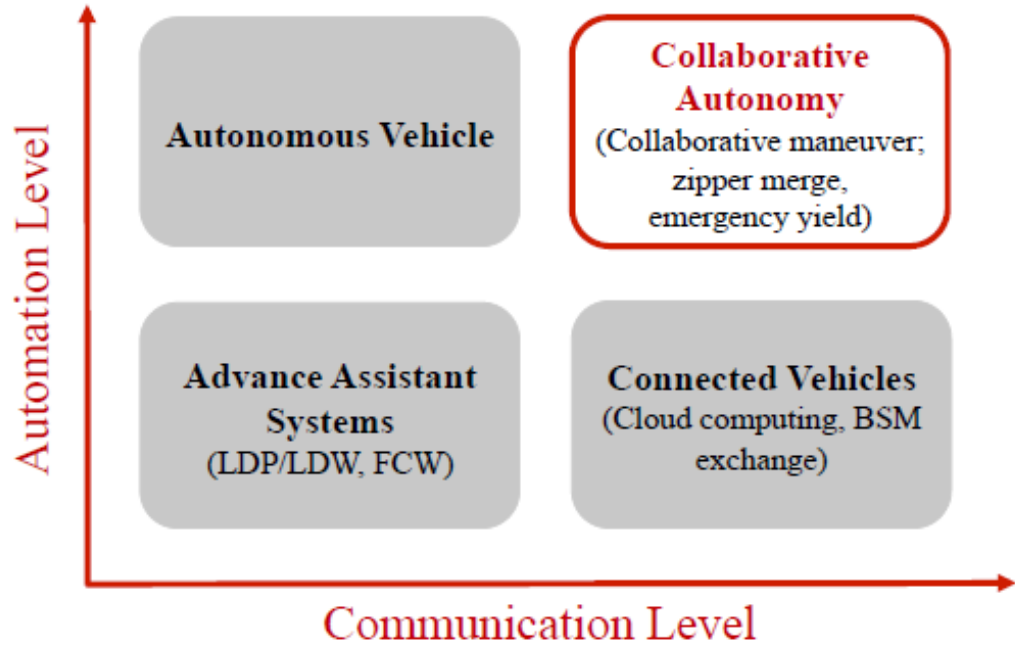 Automation Level
Autonomous Vehicle
Collaborative
Autonomy
(Collaborative maneuver;
zipper merge,
emergency yield)
Advance Assistant
Systems
(LDP/LDW, FCW)
Connected Vehicles
(Cloud computing, BSM
exchange)
Communication Level